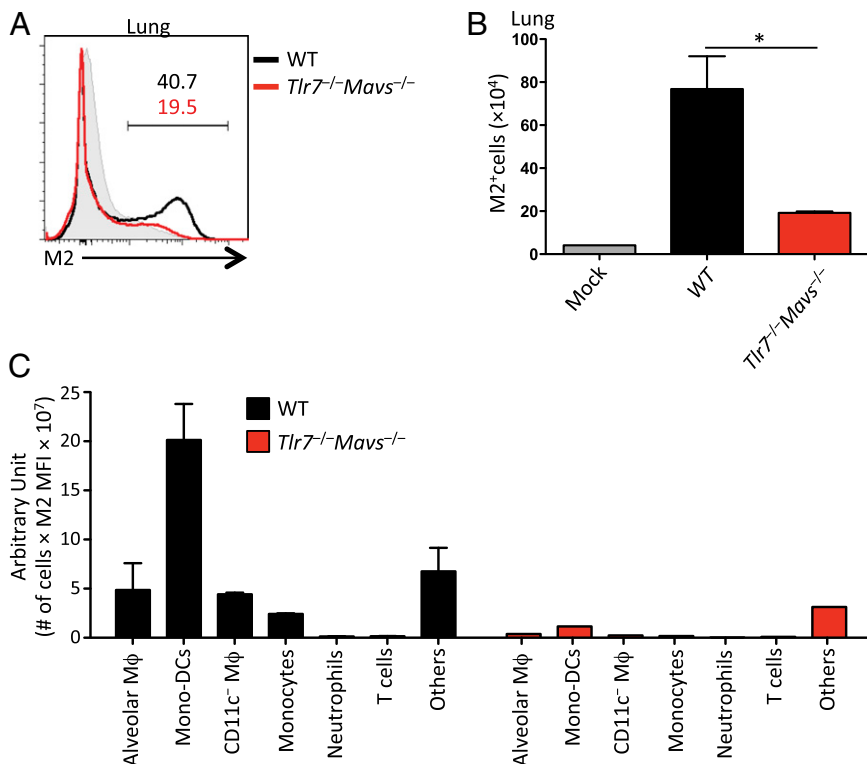 A
Lung
40.7
19.5
M2
WT
Tlr7⁻/⁻Mavs⁻/⁻
B
Lung
M2⁺cells (×10⁴)
100
80
60
40
20
0
*
Mock
WT
Tlr7⁻/⁻Mavs⁻/⁻
C
Arbitrary Unit
(# of cells × M2 MFI × 10⁷)
25
20
15
10
5
0
WT
Tlr7⁻/⁻Mavs⁻/⁻
Alveolar Mϕ
Mono-DCs
CD11c⁻ Mϕ
Monocytes
Neutrophils
T cells
Others
Alveolar Mϕ
Mono-DCs
CD11c⁻ Mϕ
Monocytes
Neutrophils
T cells
Others